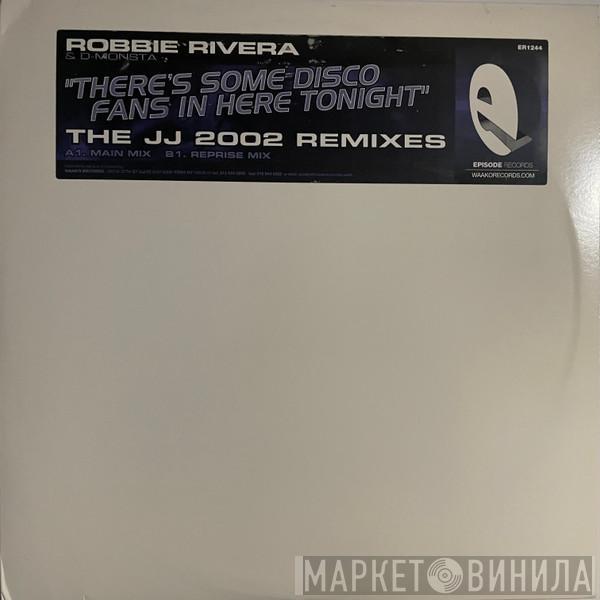 ROBBIE RIVERA
& D-MONSTA
ER1244
"THERE'S SOME DISCO
FANS IN HERE TONIGHT"
THE JJ 2002 REMIXES
A1. MAIN MIX B1. REPRISE MIX
EPISODE RECORDS
WAAKORECORDS.COM
МАРКЕТ ВИНИЛА